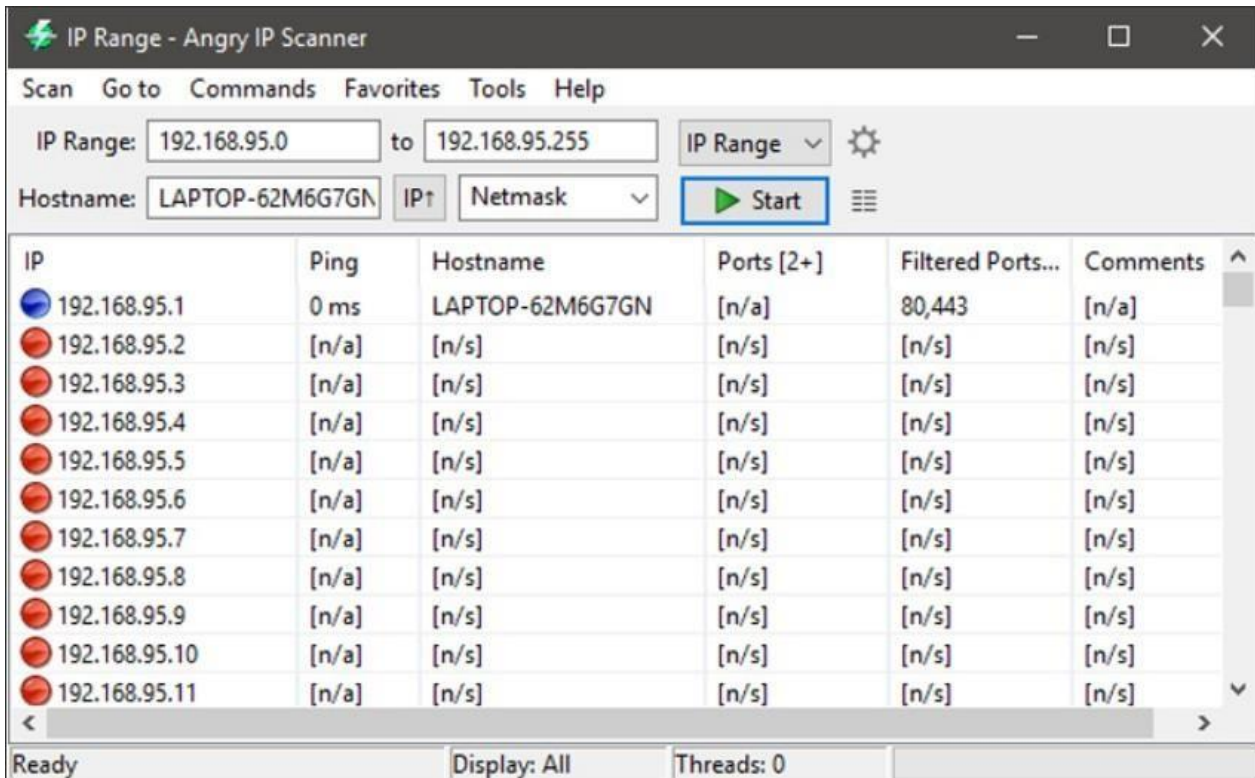 IP Range - Angry IP Scanner
Scan Go to Commands Favorites Tools Help
IP Range: 192.168.95.0 to 192.168.95.255 IP Range
Hostname: LAPTOP-62M6G7GN IP↑ Netmask Start
IP Ping Hostname Ports [2+] Filtered Ports... Comments
192.168.95.1 0 ms LAPTOP-62M6G7GN [n/a] 80,443 [n/a]
192.168.95.2 [n/a] [n/s] [n/s] [n/s] [n/s]
192.168.95.3 [n/a] [n/s] [n/s] [n/s] [n/s]
192.168.95.4 [n/a] [n/s] [n/s] [n/s] [n/s]
192.168.95.5 [n/a] [n/s] [n/s] [n/s] [n/s]
192.168.95.6 [n/a] [n/s] [n/s] [n/s] [n/s]
192.168.95.7 [n/a] [n/s] [n/s] [n/s] [n/s]
192.168.95.8 [n/a] [n/s] [n/s] [n/s] [n/s]
192.168.95.9 [n/a] [n/s] [n/s] [n/s] [n/s]
192.168.95.10 [n/a] [n/s] [n/s] [n/s] [n/s]
192.168.95.11 [n/a] [n/s] [n/s] [n/s] [n/s]
Ready Display: All Threads: 0